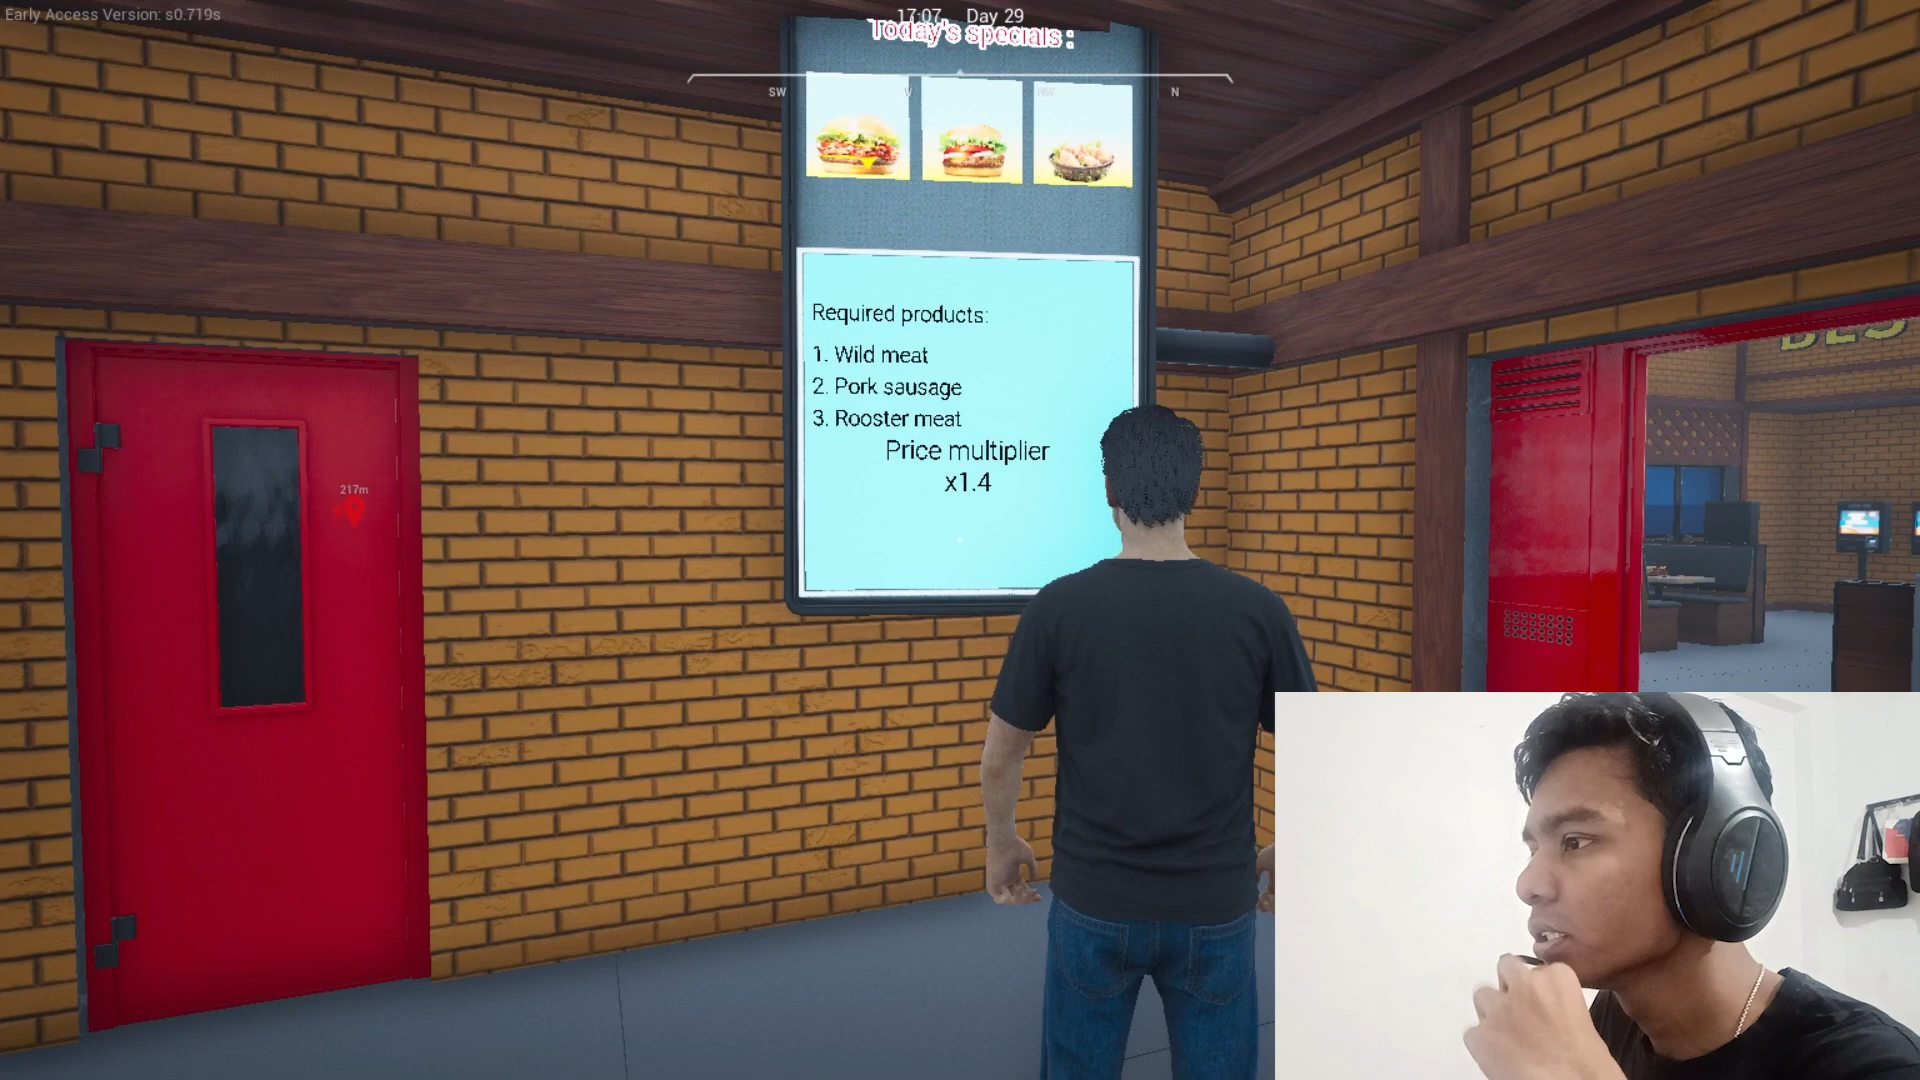 Early Access Version: s0.719s
17:07 Day 29
Today's specials:
SW
W
NW
N
Required products:
1. Wild meat
2. Pork sausage
3. Rooster meat
Price multiplier
x1.4
217m